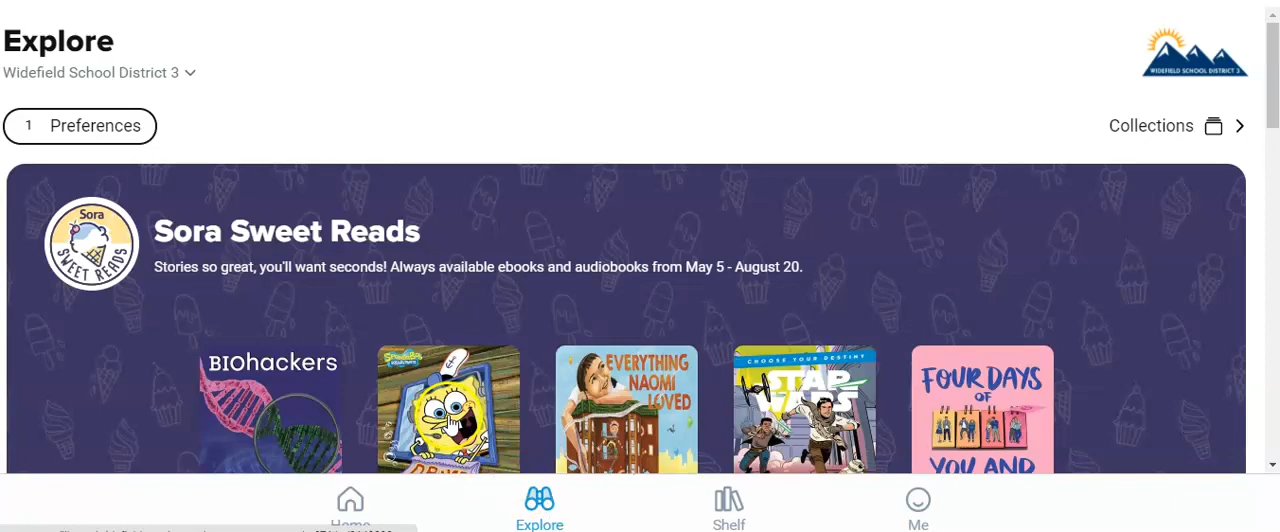 Explore
Widefield School District 3
WIDEFIELD SCHOOL DISTRICT 3
1 Preferences
Collections
Sora
SWEET READS
Sora Sweet Reads
Stories so great, you'll want seconds! Always available ebooks and audiobooks from May 5 - August 20.
BIOhackers
SpongeBob
EVERYTHING
NAOMI
LOVED
CHOOSE YOUR DESTINY
STAR
WARS
FOUR DAYS
OF
YOU AND
Home
Explore
Shelf
Me